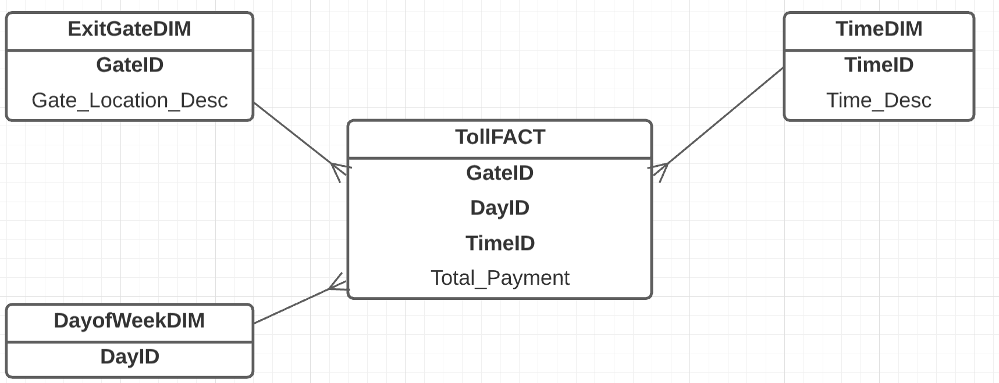 ExitGateDIM
GateID
Gate_Location_Desc
TimeDIM
TimeID
Time_Desc
TollFACT
GateID
DayID
TimeID
Total_Payment
DayofWeekDIM
DayID